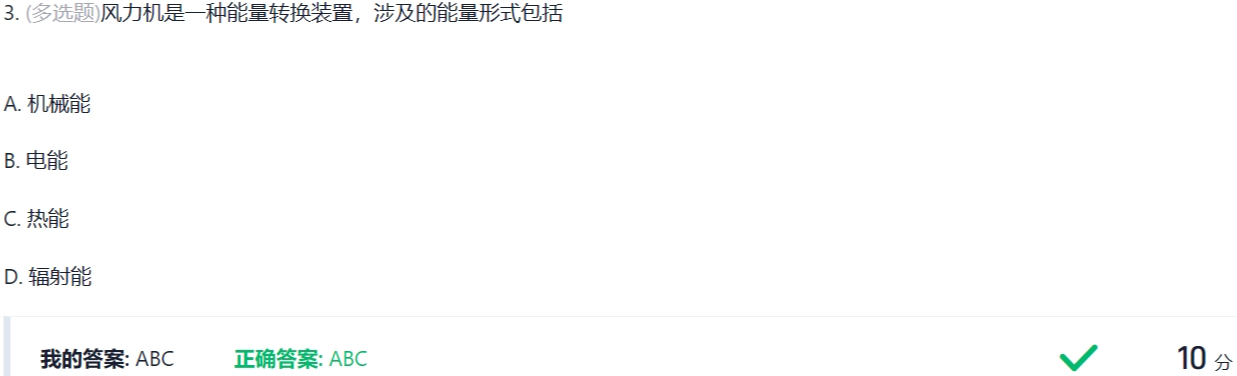 3. (多选题)风力机是一种能量转换装置，涉及的能量形式包括
A. 机械能
B. 电能
C. 热能
D. 辐射能
我的答案: ABC 正确答案: ABC 10 分